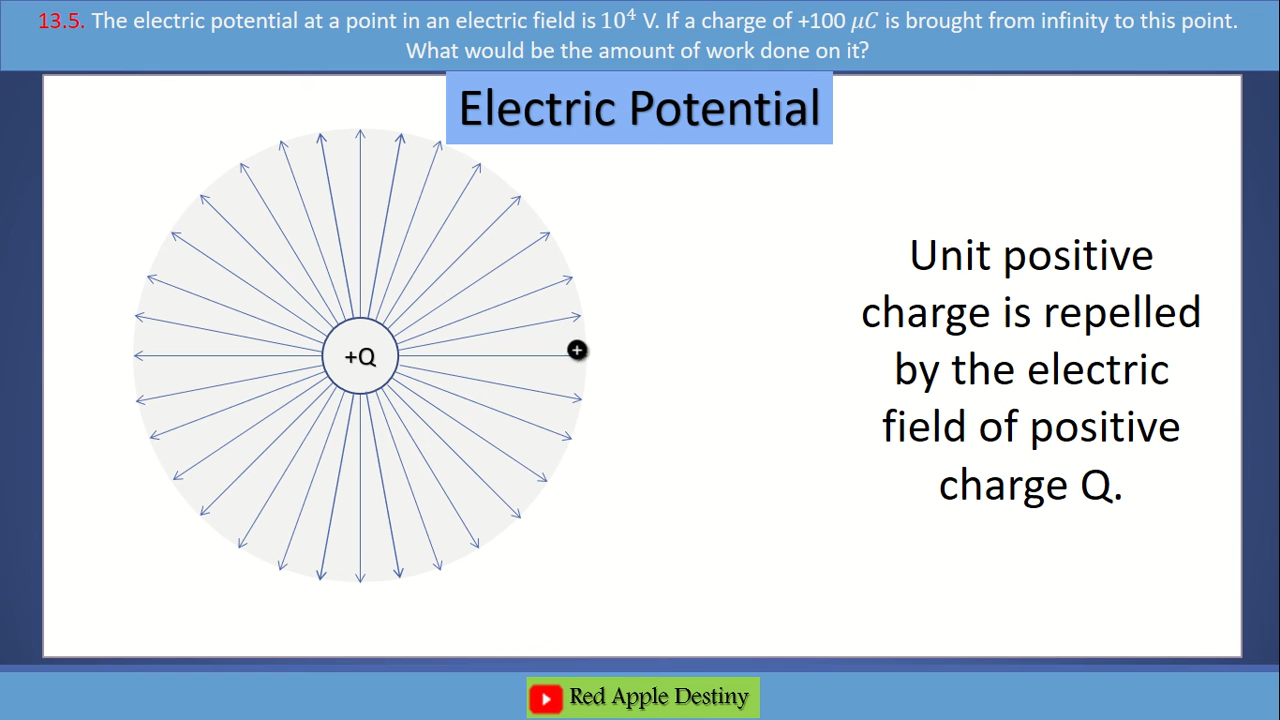 13.5. The electric potential at a point in an electric field is 10⁴ V. If a charge of +100 μC is brought from infinity to this point.
What would be the amount of work done on it?
Electric Potential
+Q
+
Unit positive
charge is repelled
by the electric
field of positive
charge Q.
Red Apple Destiny